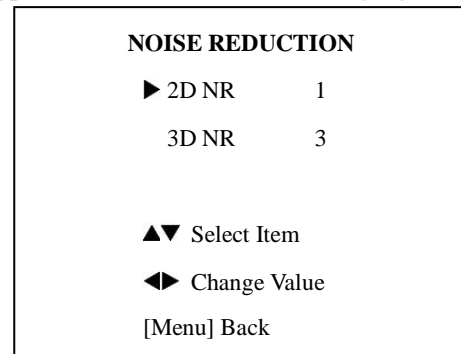 NOISE REDUCTION
▶ 2D NR 1
3D NR 3
▲▼ Select Item
◀▶ Change Value
[Menu] Back